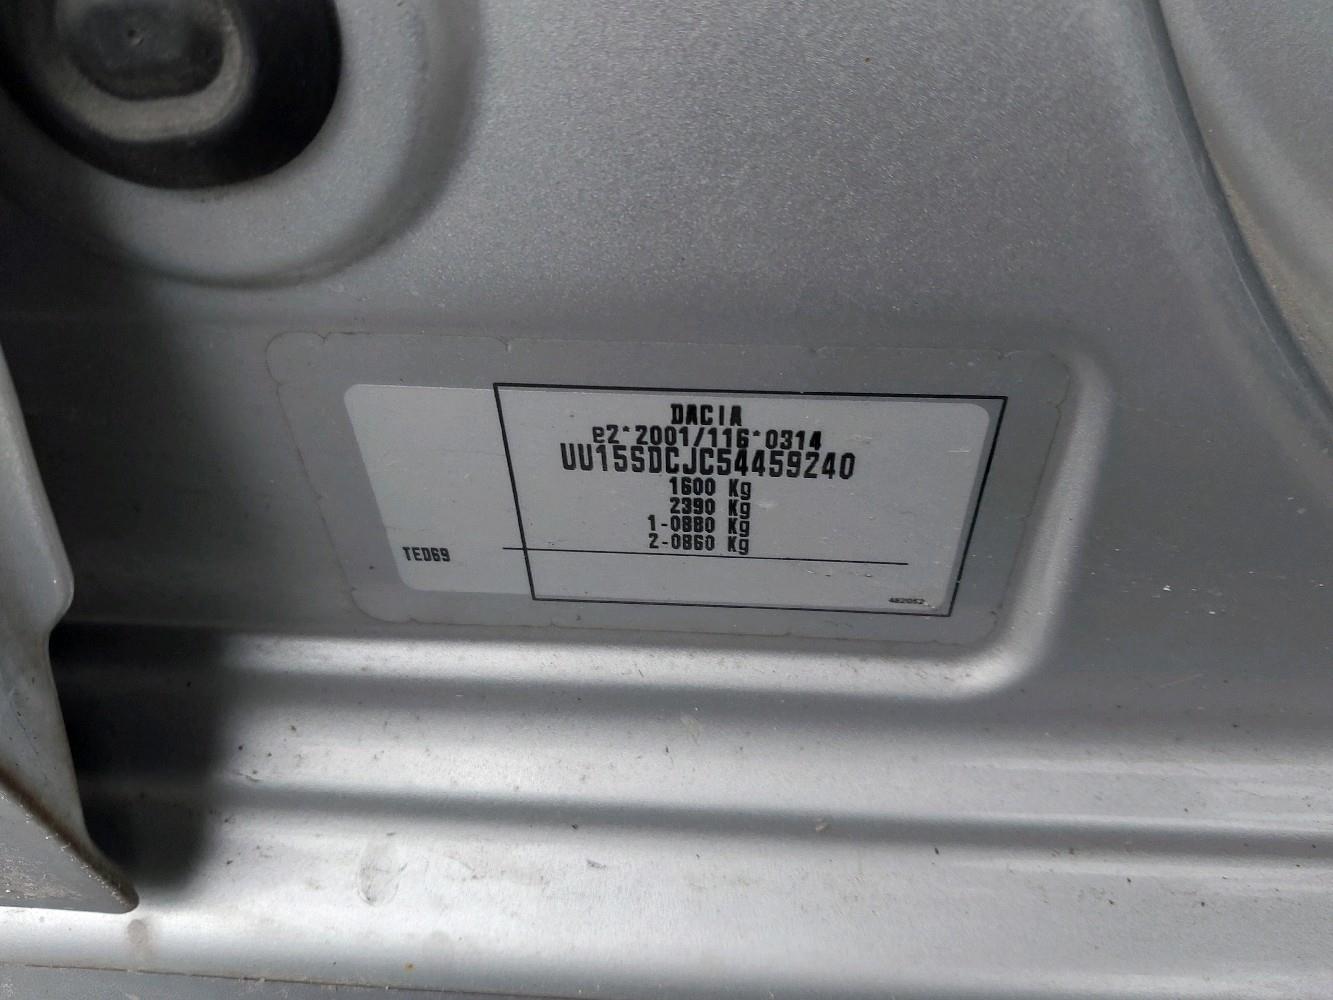 DACIA
e2*2001/116*0314
UU15SDCJC54459240
1600 Kg
2390 Kg
1-0880 Kg
2-0860 Kg
TED69
482052